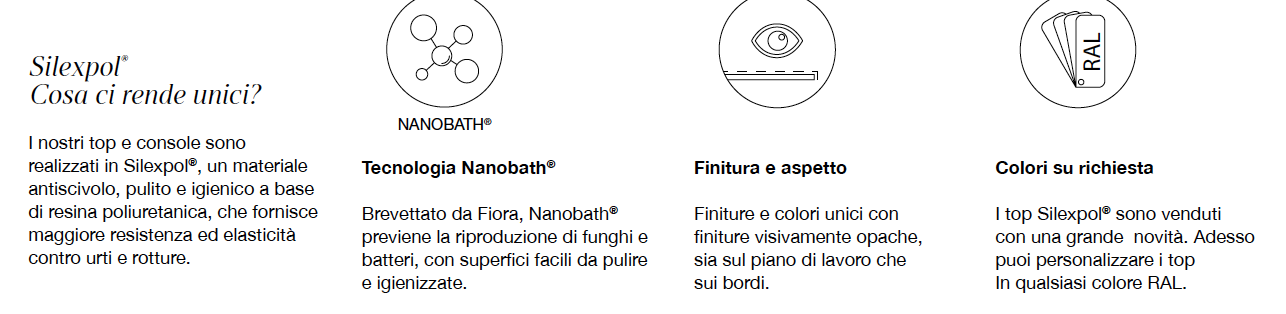 Silexpol®
Cosa ci rende unici?
I nostri top e console sono
realizzati in Silexpol®, un materiale
antiscivolo, pulito e igienico a base
di resina poliuretanica, che fornisce
maggiore resistenza ed elasticità
contro urti e rotture.
NANOBATH®
Tecnologia Nanobath®
Brevettato da Fiora, Nanobath®
previene la riproduzione di funghi e
batteri, con superfici facili da pulire
e igienizzate.
Finitura e aspetto
Finiture e colori unici con
finiture visivamente opache,
sia sul piano di lavoro che
sui bordi.
RAL
Colori su richiesta
I top Silexpol® sono venduti
con una grande  novità. Adesso
puoi personalizzare i top
In qualsiasi colore RAL.